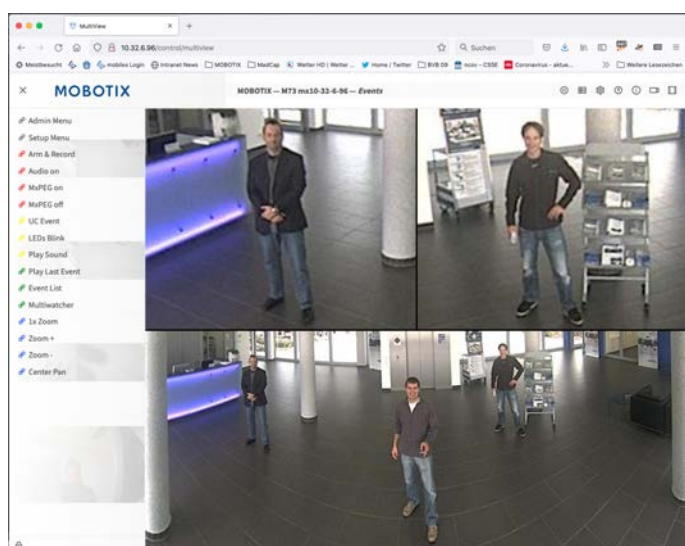 MultiView
10.32.6.96/control/multiview
Suchen
Meistbesucht
mobiles Login
Intranet News
MOBOTIX
MadCap
Wetter HD | Wetter ...
Home / Twitter
BVB 09
ncov – CSSE
Coronavirus - aktue...
Weitere Lesezeichen
MOBOTIX
MOBOTIX — M73 mx10-32-6-96 — Events
Admin Menu
Setup Menu
Arm & Record
Audio on
MxPEG on
MxPEG off
UC Event
LEDs Blink
Play Sound
Play Last Event
Event List
Multiwatcher
1x Zoom
Zoom +
Zoom -
Center Pan